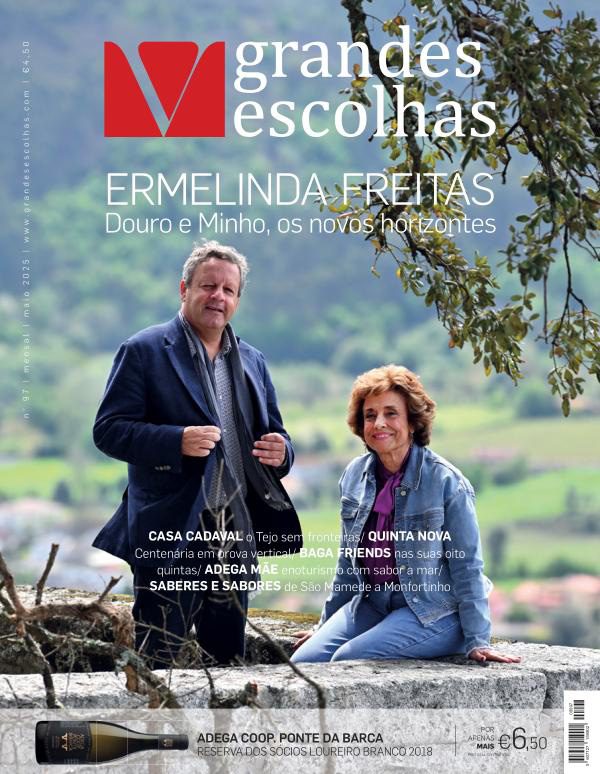 grandes
escolhas
nº 97 | mensal | maio 2025 | www.grandesescolhas.com | €4,50
ERMELINDA FREITAS
Douro e Minho, os novos horizontes
CASA CADAVAL o Tejo sem fronteiras/ QUINTA NOVA
Centenária em prova vertical/ BAGA FRIENDS nas suas oito
quintas/ ADEGA MÃE enoturismo com sabor a mar/
SABERES E SABORES de São Mamede a Monfortinho
ADEGA COOP. PONTE DA BARCA
RESERVA DOS SÓCIOS LOUREIRO BRANCO 2018
POR
APENAS
MAIS
€6,50